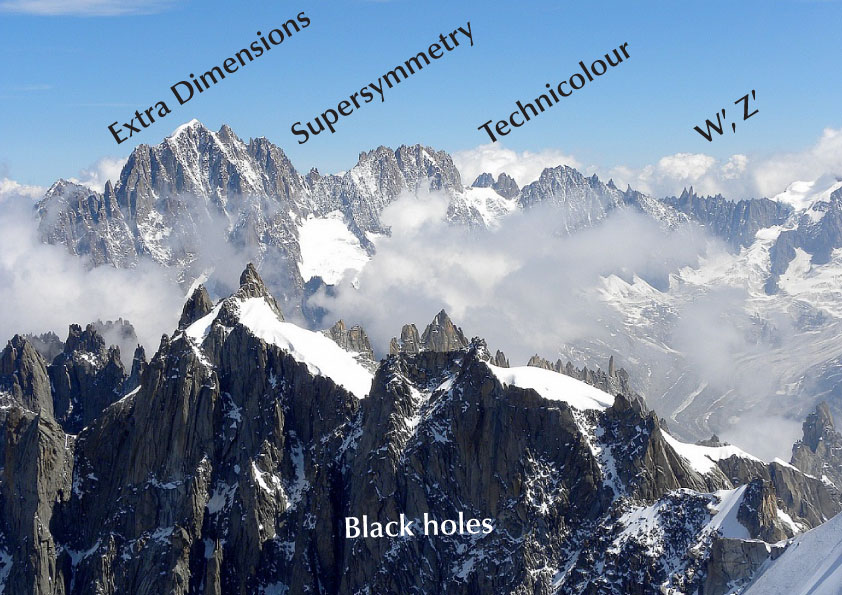 Extra Dimensions
Supersymmetry
Technicolour
W′, Z′
Black holes